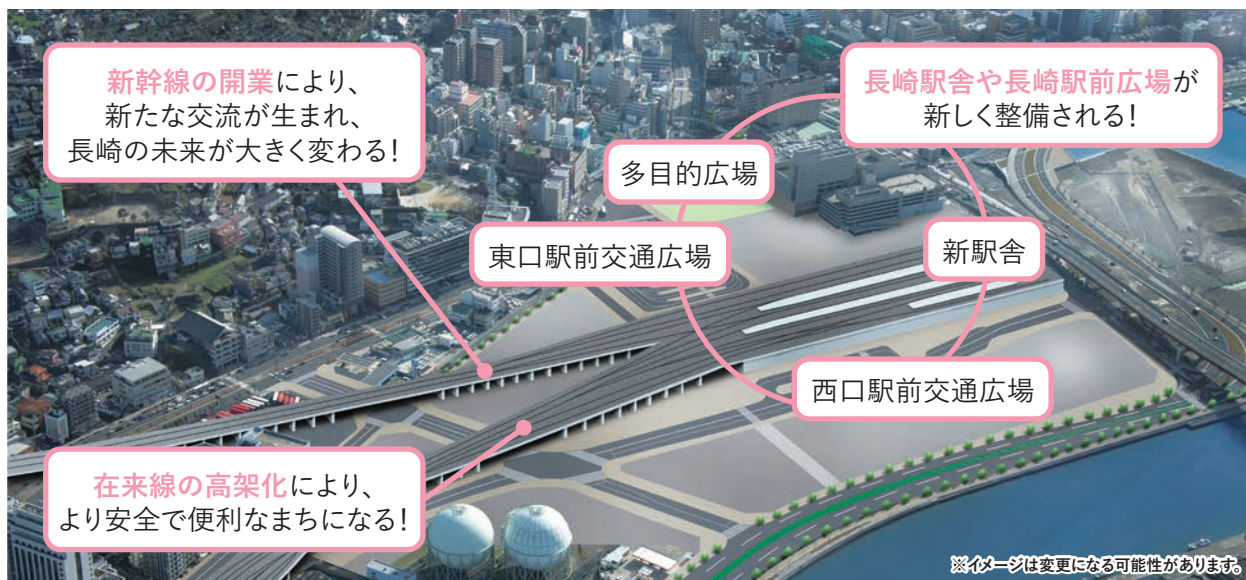 新幹線の開業により、
新たな交流が生まれ、
長崎の未来が大きく変わる!
長崎駅舎や長崎駅前広場が
新しく整備される!
多目的広場
東口駅前交通広場
新駅舎
西口駅前交通広場
在来線の高架化により、
より安全で便利なまちになる!
※イメージは変更になる可能性があります。